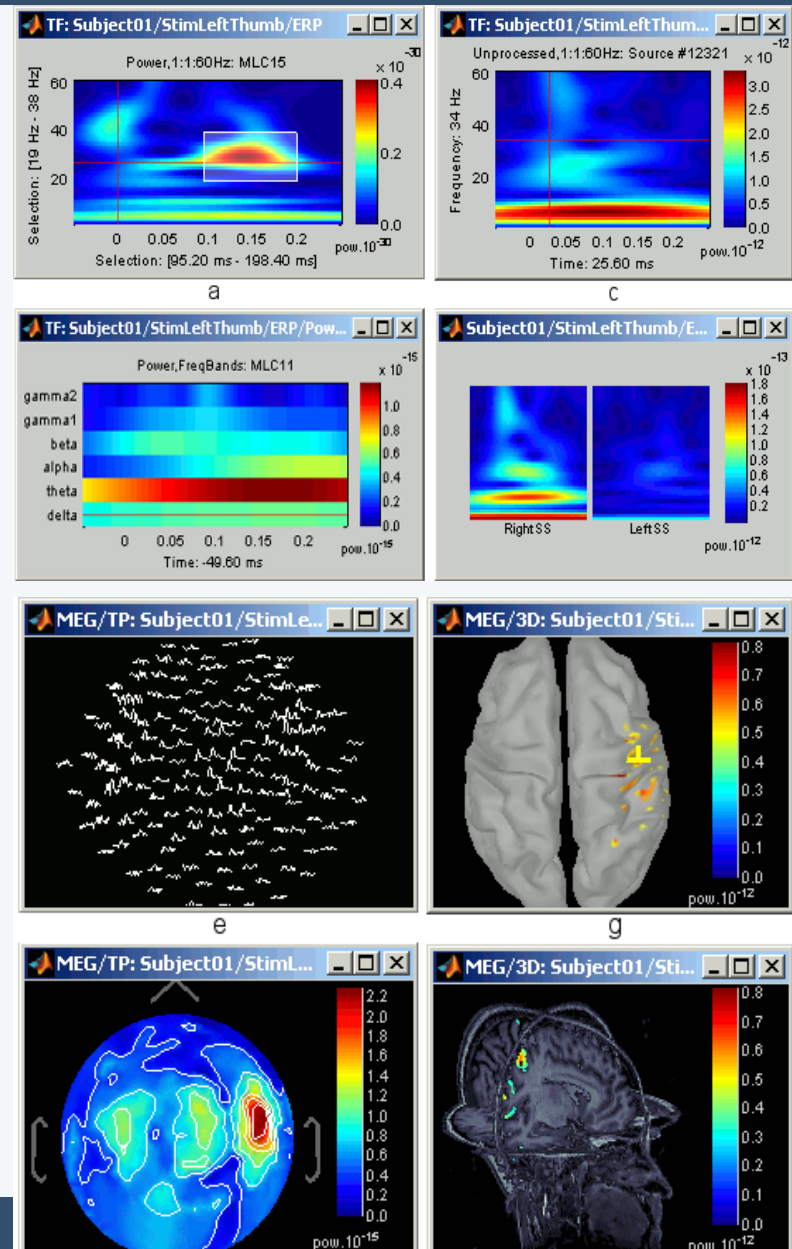 TF: Subject01/StimLeftThumb/ERP
Power,1:1:60Hz: MLC15
x 10 -30
60
40
20
0.4
0.2
0.0
Selection: [19 Hz - 38 Hz]
0 0.05 0.1 0.15 0.2
pow.10-30
Selection: [95.20 ms - 198.40 ms]
a
TF: Subject01/StimLeftThum...
Unprocessed,1:1:60Hz: Source #12321
x 10 -12
60
40
20
3.0
2.5
2.0
1.5
1.0
0.5
0.0
Frequency: 34 Hz
0 0.05 0.1 0.15 0.2
pow.10-12
Time: 25.60 ms
c
TF: Subject01/StimLeftThumb/ERP/Pow...
Power,FreqBands: MLC11
x 10 -15
gamma2
gamma1
beta
alpha
theta
delta
1.0
0.8
0.6
0.4
0.2
0.0
0 0.05 0.1 0.15 0.2
pow.10-15
Time: -49.60 ms
Subject01/StimLeftThumb/E...
x 10 -13
1.8
1.6
1.4
1.2
1.0
0.8
0.6
0.4
0.2
RightSS LeftSS
pow.10-12
MEG/TP: Subject01/StimLe...
e
MEG/3D: Subject01/Sti...
0.8
0.7
0.6
0.5
0.4
0.3
0.2
0.1
0.0
pow.10-12
g
MEG/TP: Subject01/StimL...
2.2
2.0
1.8
1.6
1.4
1.2
1.0
0.8
0.6
0.4
0.2
0.0
pow.10-15
MEG/3D: Subject01/Sti...
0.8
0.7
0.6
0.5
0.4
0.3
0.2
0.1
0.0
pow.10-12